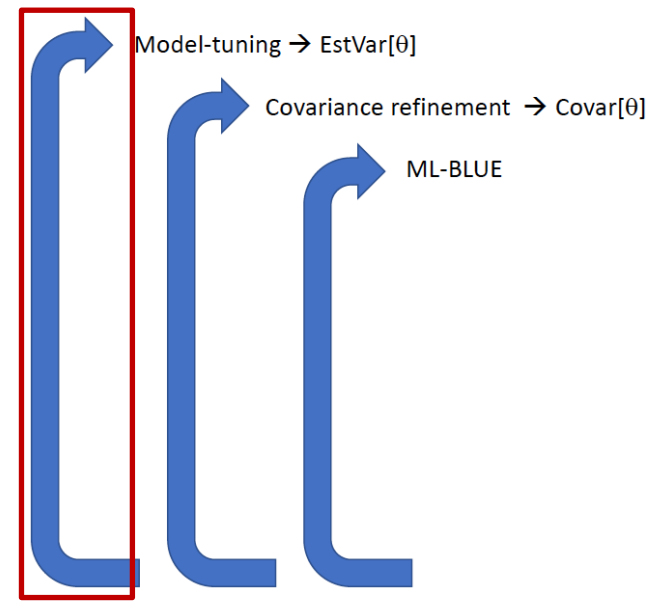 Model-tuning → EstVar[θ]
Covariance refinement → Covar[θ]
ML-BLUE